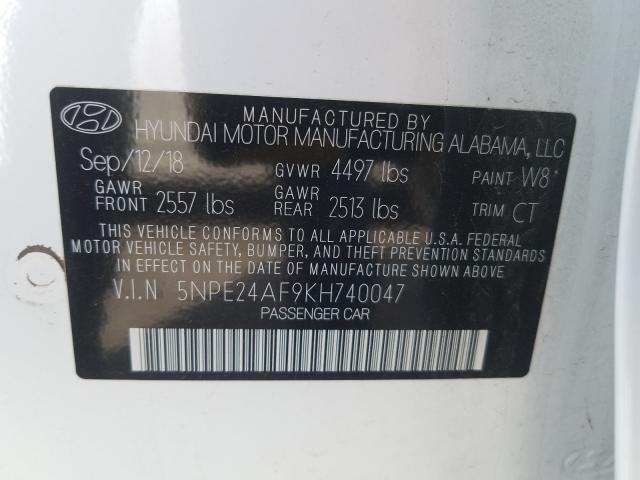 MANUFACTURED BY
HYUNDAI MOTOR MANUFACTURING ALABAMA, LLC
Sep/12/18 GVWR 4497 lbs PAINT W8
GAWR FRONT 2557 lbs GAWR REAR 2513 lbs TRIM CT
THIS VEHICLE CONFORMS TO ALL APPLICABLE U.S.A. FEDERAL
MOTOR VEHICLE SAFETY, BUMPER, AND THEFT PREVENTION STANDARDS
IN EFFECT ON THE DATE OF MANUFACTURE SHOWN ABOVE
V.I.N 5NPE24AF9KH740047
PASSENGER CAR